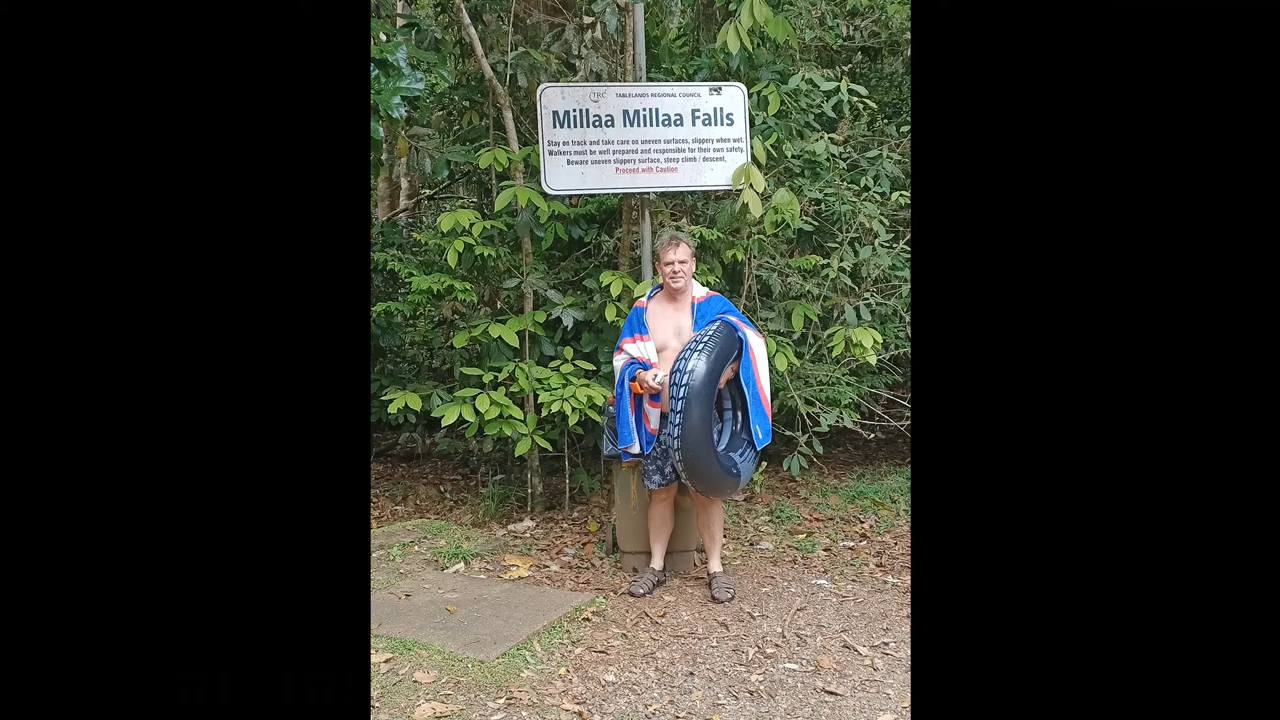 TRC TABLELANDS REGIONAL COUNCIL
Millaa Millaa Falls
Stay on track and take care on uneven surfaces, slippery when wet.
Walkers must be well prepared and responsible for their own safety.
Beware uneven slippery surface, steep climb / descent,
Proceed with Caution